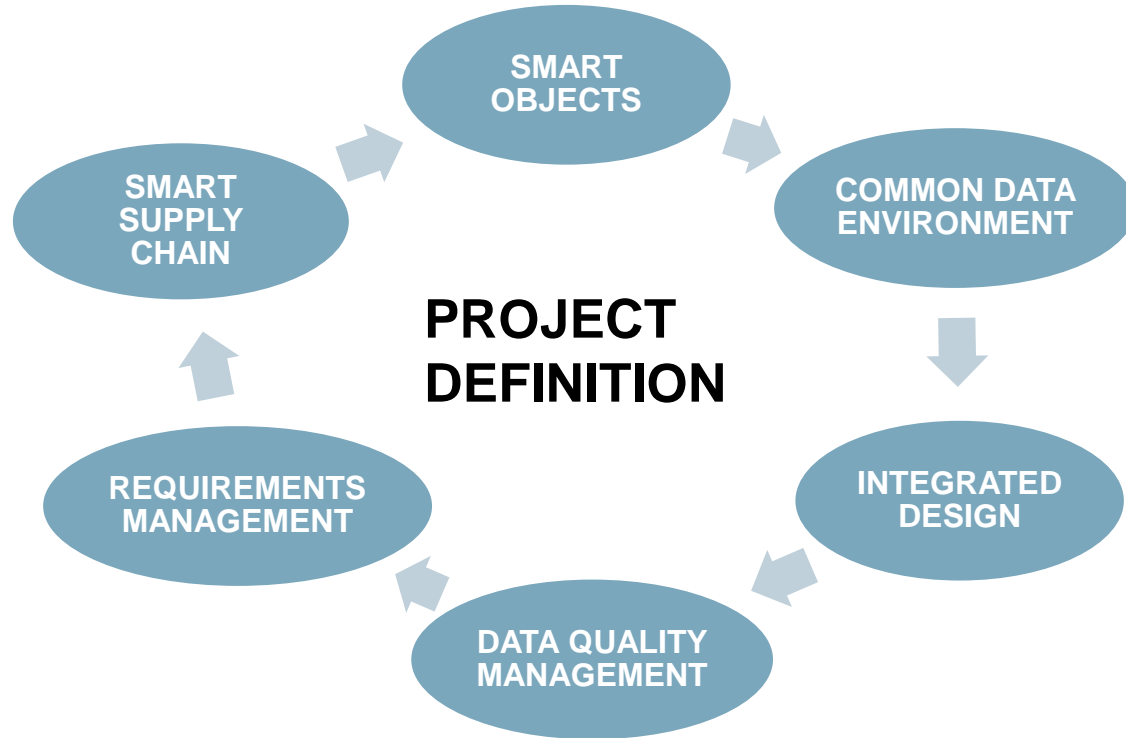 SMART
OBJECTS
COMMON DATA
ENVIRONMENT
INTEGRATED
DESIGN
DATA QUALITY
MANAGEMENT
REQUIREMENTS
MANAGEMENT
SMART
SUPPLY
CHAIN
PROJECT
DEFINITION